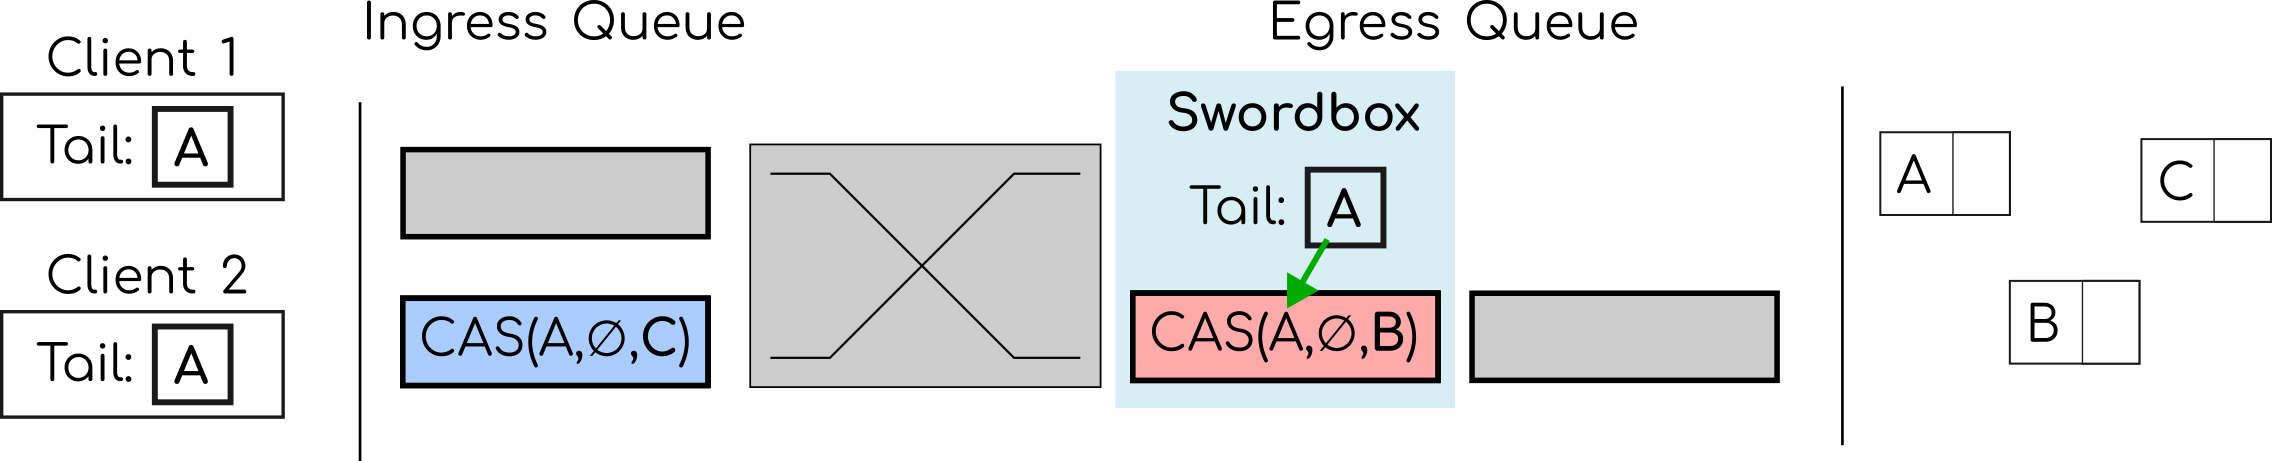 Ingress Queue
Egress Queue
Client 1
Tail: A
Client 2
Tail: A
CAS(A,∅,C)
Swordbox
Tail: A
CAS(A,∅,B)
A
C
B